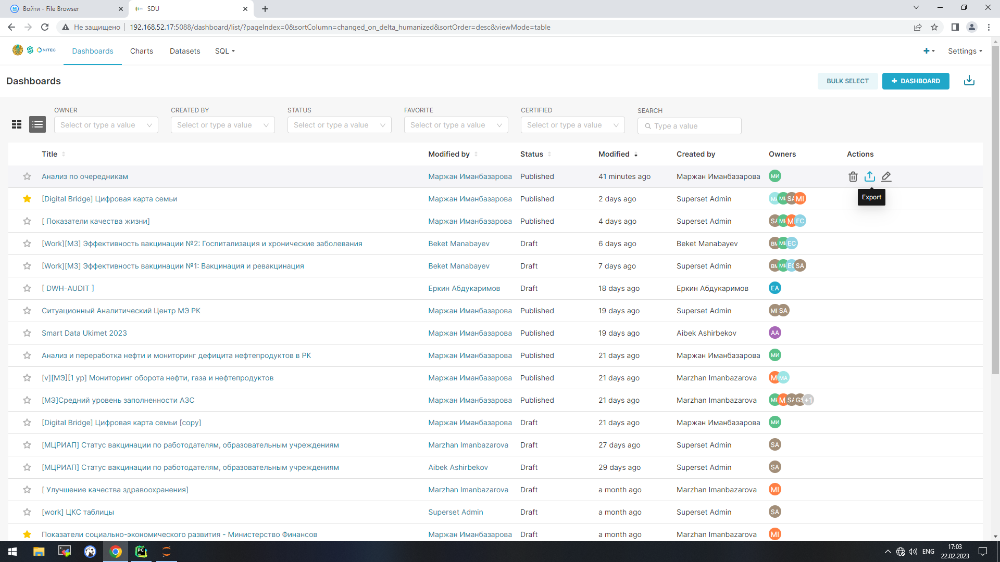 Войти - File Browser
SDU
Не защищено
192.168.52.17:5088/dashboard/list/?pageIndex=0&sortColumn=changed_on_delta_humanized&sortOrder=desc&viewMode=table
NITEC
Dashboards
Charts
Datasets
SQL
Settings
Dashboards
BULK SELECT
+ DASHBOARD
OWNER
CREATED BY
STATUS
FAVORITE
CERTIFIED
SEARCH
Select or type a value
Select or type a value
Select or type a value
Select or type a value
Select or type a value
Type a value
Title Modified by Status Modified Created by Owners Actions
Анализ по очередникам Маржан Иманбазарова Published 41 minutes ago Маржан Иманбазарова МИ
Export
[Digital Bridge] Цифровая карта семьи Маржан Иманбазарова Published 2 days ago Superset Admin MI
[ Показатели качества жизни] Маржан Иманбазарова Published 4 days ago Superset Admin EC
[Work][МЗ] Эффективность вакцинации №2: Госпитализация и хронические заболевания Beket Manabayev Draft 6 days ago Beket Manabayev EC
[Work][МЗ] Эффективность вакцинации №1: Вакцинация и ревакцинация Beket Manabayev Draft 7 days ago Superset Admin SA
[ DWH-AUDIT ] Еркин Абдукаримов Draft 18 days ago Еркин Абдукаримов EA
Ситуационный Аналитический Центр МЭ РК Маржан Иманбазарова Published 19 days ago Superset Admin SA
Smart Data Ukimet 2023 Маржан Иманбазарова Published 19 days ago Aibek Ashirbekov AA
Анализ и переработка нефти и мониторинг дефицита нефтепродуктов в РК Маржан Иманбазарова Published 21 days ago Маржан Иманбазарова МИ
[v][МЭ][1 ур] Мониторинг оборота нефти, газа и нефтепродуктов Маржан Иманбазарова Published 21 days ago Marzhan Imanbazarova MA
[МЭ]Средний уровень заполненности АЗС Маржан Иманбазарова Published 21 days ago Marzhan Imanbazarova +1
[Digital Bridge] Цифровая карта семьи [copy] Маржан Иманбазарова Draft 21 days ago Маржан Иманбазарова МИ
[МЦРИАП] Статус вакцинации по работодателям, образовательным учреждениям Marzhan Imanbazarova Draft 27 days ago Superset Admin SA
[МЦРИАП] Статус вакцинации по работодателям, образовательным учреждениям Aibek Ashirbekov Draft 29 days ago Superset Admin SA
[ Улучшение качества здравоохранения] Marzhan Imanbazarova Draft a month ago Marzhan Imanbazarova MI
[work] ЦКС таблицы Superset Admin Draft a month ago Superset Admin SA
Показатели социально-экономического развития - Министерство Финансов Маржан Иманбазарова Draft a month ago Marzhan Imanbazarova MI
PC
ENG
17:03
22.02.2023